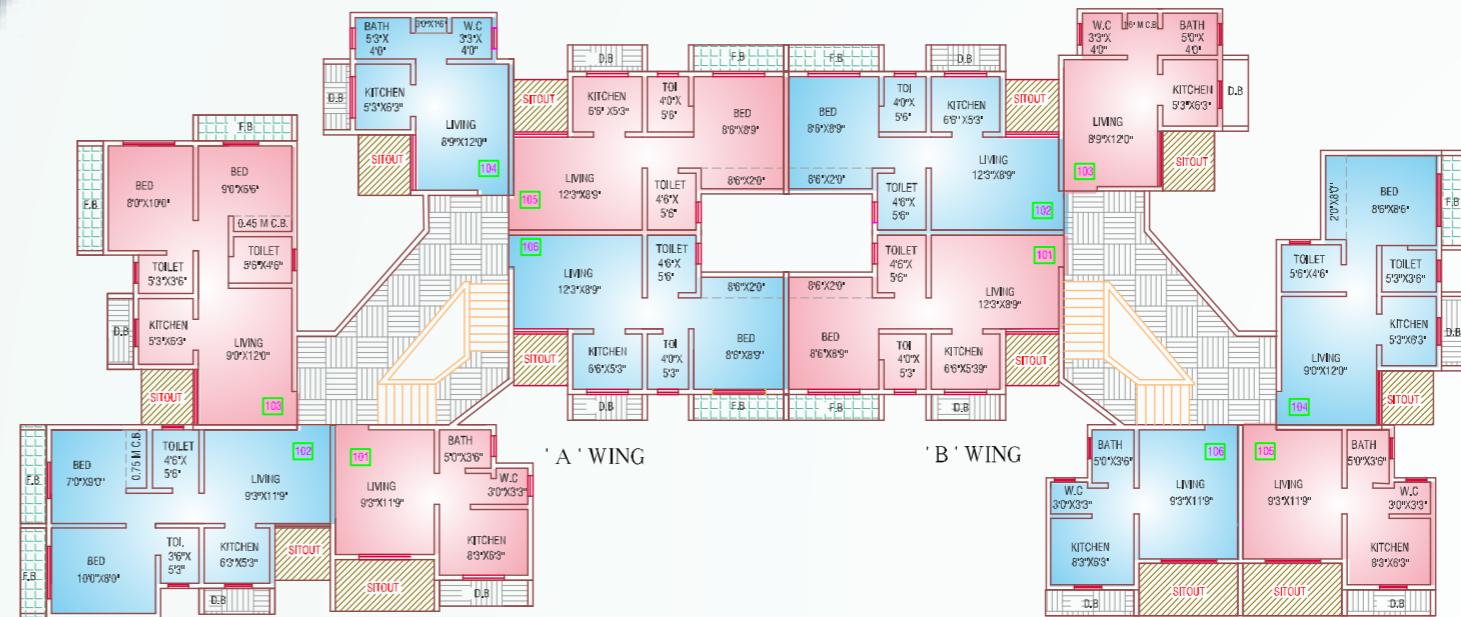 BATH
5'3"X
4'0"
3'0"X1'6"
W.C
3'3"X
4'0"
D.B
KITCHEN
5'3"X6'3"
LIVING
8'9"X12'0"
SITOUT
104
F.B
BED
8'0"X10'0"
BED
9'0"X6'6"
F.B
0.45 M C.B.
TOILET
5'6"X4'6"
TOILET
5'3"X3'6"
D.B
KITCHEN
5'3"X6'3"
LIVING
9'0"X12'0"
SITOUT
103
F.B
BED
7'0"X9'0"
0.75 M C.B
TOILET
4'6"X
5'6"
LIVING
9'3"X11'9"
102
F.B
BED
10'0"X8'0"
TOI.
3'6"X
5'3"
KITCHEN
6'3"X5'3"
SITOUT
D.B
101
LIVING
9'3"X11'9"
BATH
5'0"X3'6"
W.C
3'0"X3'3"
KITCHEN
8'3"X6'3"
SITOUT
D.B
SITOUT
D.B
KITCHEN
6'6"X5'3"
TOI
4'0"X
5'6"
F.B
BED
8'6"X8'9"
8'6"X2'0"
LIVING
12'3"X8'9"
TOILET
4'6"X
5'6"
105
106
LIVING
12'3"X8'9"
TOILET
4'6"X
5'6"
8'6"X2'0"
BED
8'6"X8'9"
SITOUT
KITCHEN
6'6"X5'3"
TOI
4'0"X
5'3"
D.B
F.B
' A ' WING
F.B
BED
8'6"X8'9"
8'6"X2'0"
TOI
4'0"X
5'6"
D.B
KITCHEN
6'6"X5'3"
SITOUT
TOILET
4'6"X
5'6"
LIVING
12'3"X8'9"
102
TOILET
4'6"X
5'6"
101
LIVING
12'3"X8'9"
8'6"X2'0"
BED
8'6"X8'9"
TOI
4'0"X
5'3"
KITCHEN
6'6"X5'39
SITOUT
F.B
D.B
' B ' WING
W.C
3'3"X
4'0"
BATH
5'0"X
4'0"
KITCHEN
5'3"X6'3"
D.B
LIVING
8'9"X12'0"
103
SITOUT
2'0"X8'0"
BED
8'6"X8'6"
F.B
TOILET
5'6"X4'6"
TOILET
5'3"X3'6"
KITCHEN
5'3"X6'3"
D.B
LIVING
9'0"X12'0"
104
SITOUT
BATH
5'0"X3'6"
W.C
3'0"X3'3"
KITCHEN
8'3"X6'3"
D.B
LIVING
9'3"X11'9"
106
SITOUT
105
LIVING
9'3"X11'9"
BATH
5'0"X3'6"
W.C
3'0"X3'3"
KITCHEN
8'3"X6'3"
SITOUT
D.B